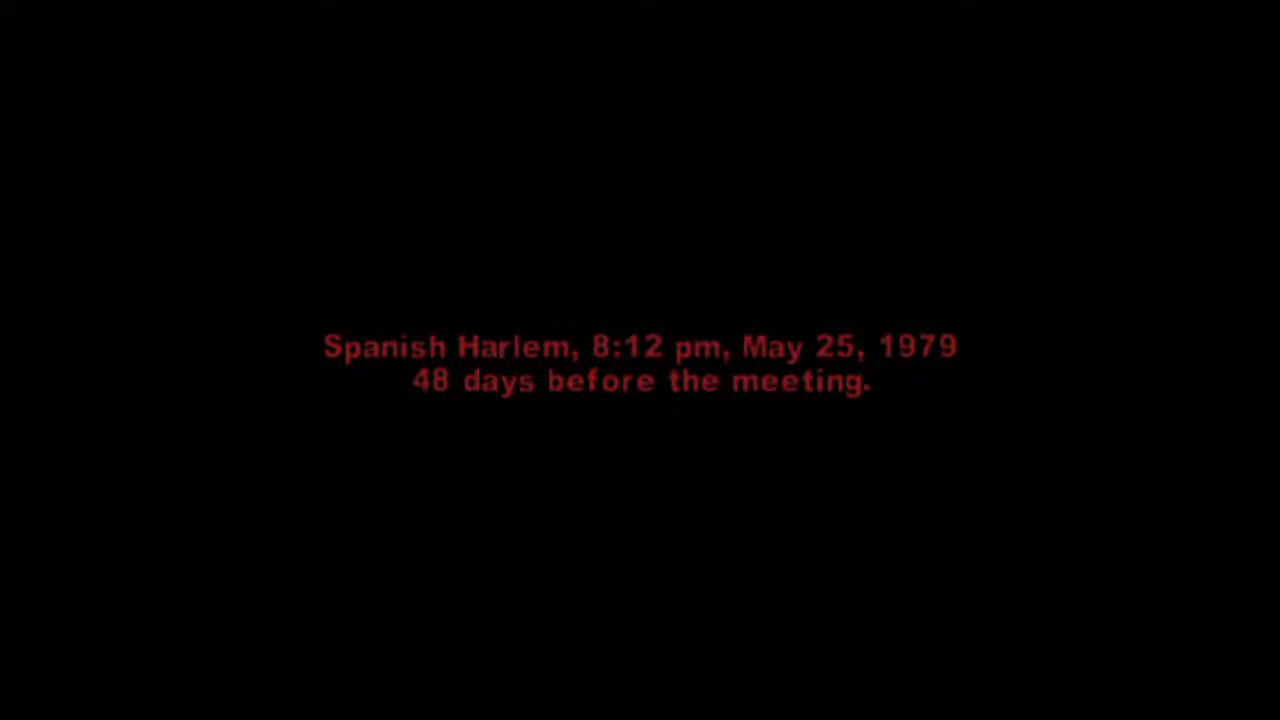 Spanish Harlem, 8:12 pm, May 25, 1979
48 days before the meeting.